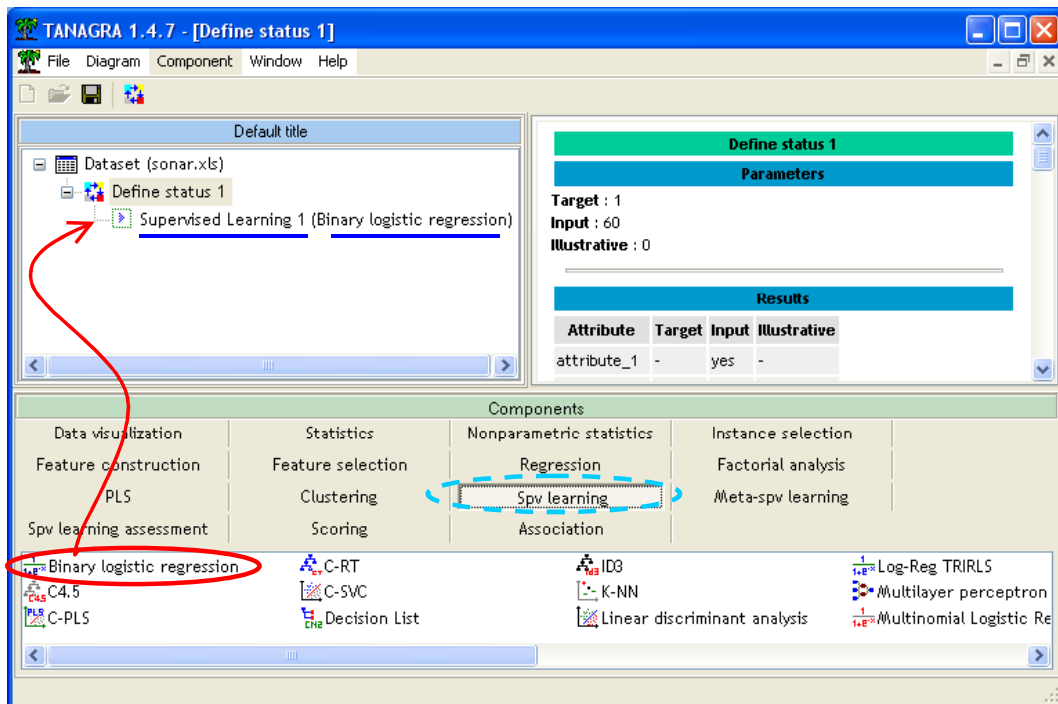 TANAGRA 1.4.7 - [Define status 1]
File Diagram Component Window Help
Default title
Dataset (sonar.xls)
Define status 1
Supervised Learning 1 (Binary logistic regression)
Define status 1
Parameters
Target : 1
Input : 60
Illustrative : 0
Results
Attribute Target Input Illustrative
attribute_1 - yes -
Components
Data visualization Statistics Nonparametric statistics Instance selection
Feature construction Feature selection Regression Factorial analysis
PLS Clustering Spv learning Meta-spv learning
Spv learning assessment Scoring Association
Binary logistic regression C-RT ID3 Log-Reg TRIRLS
C4.5 C-SVC K-NN Multilayer perceptron
C-PLS Decision List Linear discriminant analysis Multinomial Logistic Re